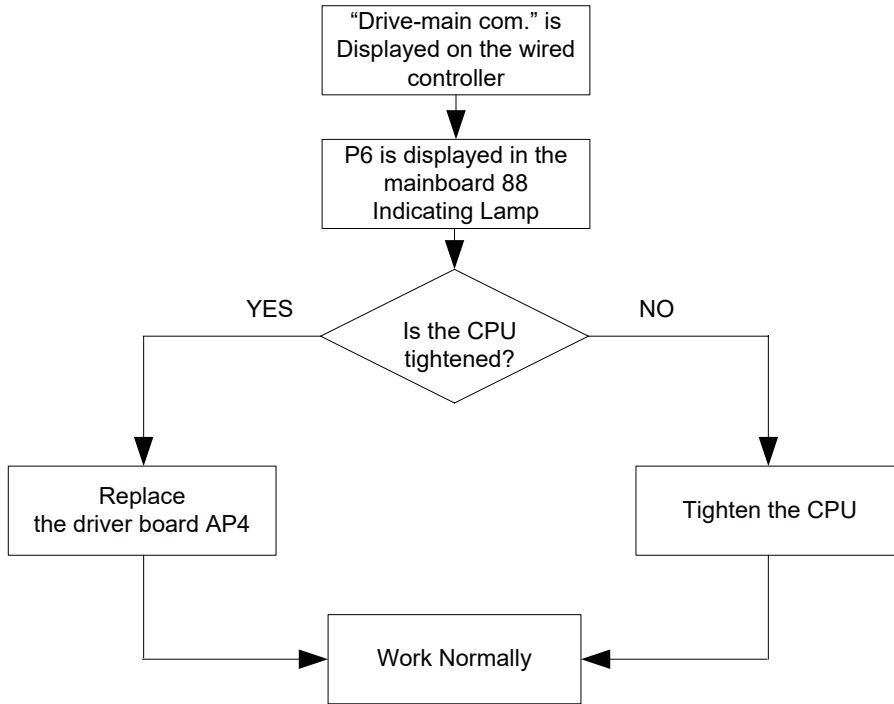 “Drive-main com.” is
Displayed on the wired
controller
P6 is displayed in the
mainboard 88
Indicating Lamp
YES
NO
Is the CPU
tightened?
Replace
the driver board AP4
Tighten the CPU
Work Normally